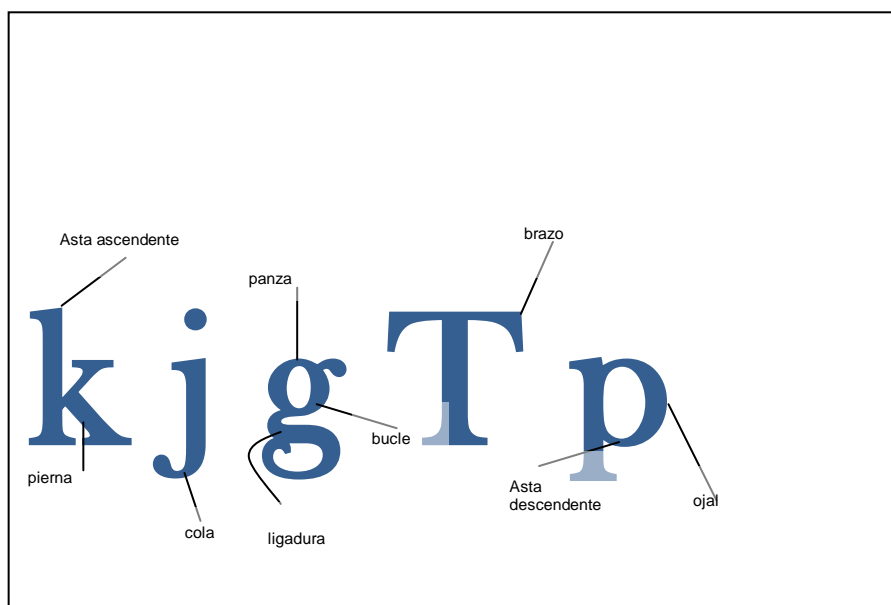 brazo
Asta ascendente
panza
k j g T p
bucle
pierna
Asta
descendente
ojal
cola
ligadura